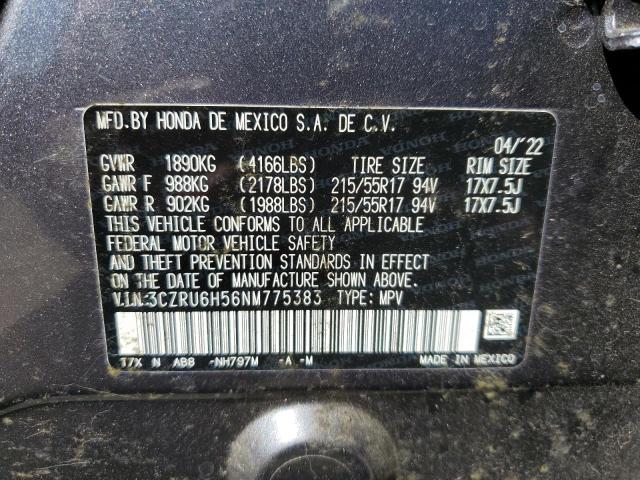 MFD.BY HONDA DE MEXICO S.A. DE C.V.
04/'22
GVWR 1890KG (4166LBS) TIRE SIZE RIM SIZE
GAWR F 988KG (2178LBS) 215/55R17 94V 17X7.5J
GAWR R 902KG (1988LBS) 215/55R17 94V 17X7.5J
THIS VEHICLE CONFORMS TO ALL APPLICABLE
FEDERAL MOTOR VEHICLE SAFETY
AND THEFT PREVENTION STANDARDS IN EFFECT
ON THE DATE OF MANUFACTURE SHOWN ABOVE.
V.I.N:3CZRU6H56NM775383 TYPE: MPV
T7X N AB8 -NH797M -A -M MADE IN MEXICO